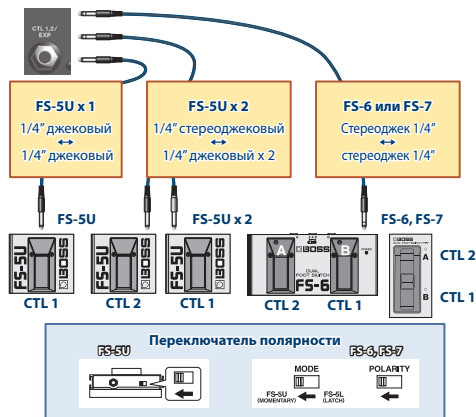 CTL 1,2/
EXP
FS-5U x 1
1/4” джековый
↔
1/4” джековый
FS-5U x 2
1/4” стереоджековый
↔
1/4” джековый x 2
FS-6 или FS-7
Стереоджек 1/4”
↔
стереоджек 1/4”
FS-5U
FS-5U x 2
FS-6, FS-7
FS-5U
BOSS
CTL 1
FS-5U
BOSS
CTL 2
FS-5U
BOSS
CTL 1
A
BOSS
B
POWER
DUAL
FOOT SWITCH
FS-6
CTL 2
CTL 1
BOSS
A
B
CTL 2
CTL 1
Переключатель полярности
FS-5U
FS-6, FS-7
MODE
POLARITY
FS-5U
(MOMENTARY)
FS-5L
(LATCH)